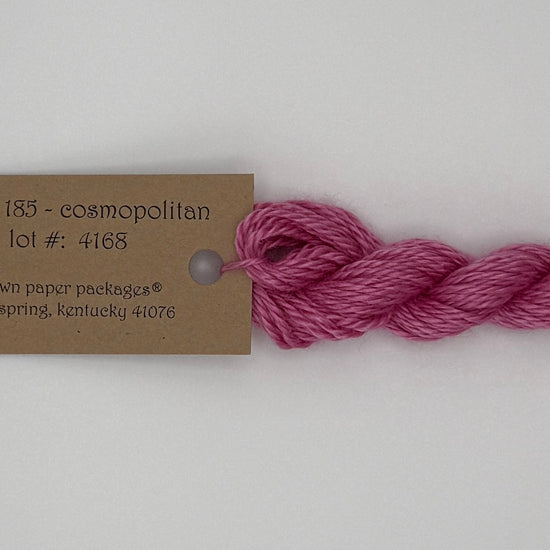 185 - cosmopolitan
lot #: 4168
wn paper packages®
spring, kentucky 41076